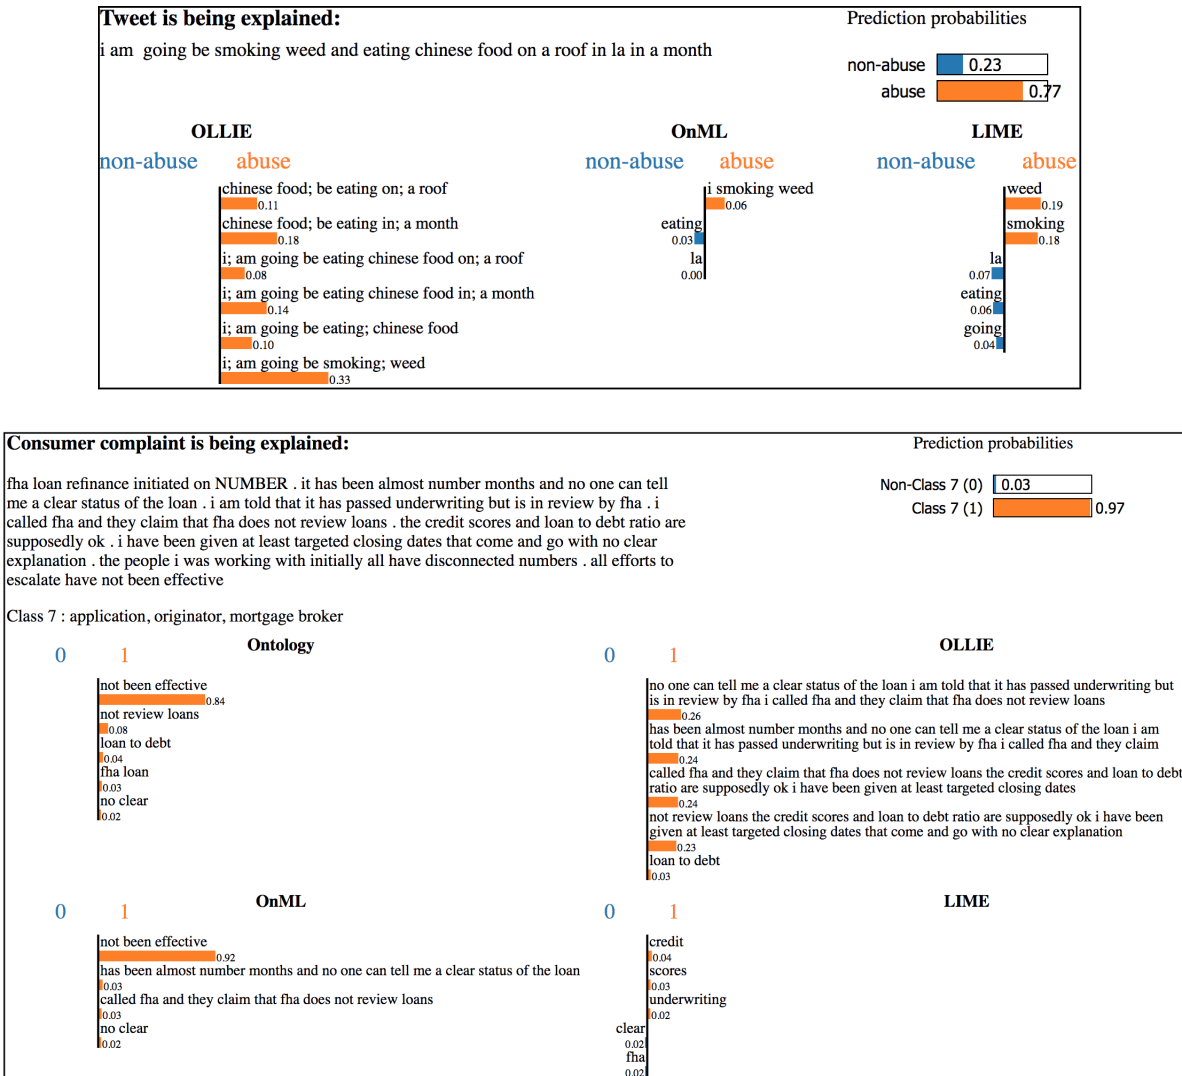 Tweet is being explained:
i am  going be smoking weed and eating chinese food on a roof in la in a month
Prediction probabilities
non-abuse 0.23
abuse 0.77
OLLIE
non-abuse abuse
chinese food; be eating on; a roof
0.11
chinese food; be eating in; a month
0.18
i; am going be eating chinese food on; a roof
0.08
i; am going be eating chinese food in; a month
0.14
i; am going be eating; chinese food
0.10
i; am going be smoking; weed
0.33
OnML
non-abuse abuse
i smoking weed
0.06
eating
0.03
la
0.00
LIME
non-abuse abuse
weed
0.19
smoking
0.18
la
0.07
eating
0.06
going
0.04
Consumer complaint is being explained:
fha loan refinance initiated on NUMBER . it has been almost number months and no one can tell
me a clear status of the loan . i am told that it has passed underwriting but is in review by fha . i
called fha and they claim that fha does not review loans . the credit scores and loan to debt ratio are
supposedly ok . i have been given at least targeted closing dates that come and go with no clear
explanation . the people i was working with initially all have disconnected numbers . all efforts to
escalate have not been effective
Class 7 : application, originator, mortgage broker
Prediction probabilities
Non-Class 7 (0) 0.03
Class 7 (1) 0.97
Ontology
0 1
not been effective
0.84
not review loans
0.08
loan to debt
0.04
fha loan
0.03
no clear
0.02
OLLIE
0 1
no one can tell me a clear status of the loan i am told that it has passed underwriting but
is in review by fha i called fha and they claim that fha does not review loans
0.26
has been almost number months and no one can tell me a clear status of the loan i am
told that it has passed underwriting but is in review by fha i called fha and they claim
0.24
called fha and they claim that fha does not review loans the credit scores and loan to debt
ratio are supposedly ok i have been given at least targeted closing dates
0.24
not review loans the credit scores and loan to debt ratio are supposedly ok i have been
given at least targeted closing dates that come and go with no clear explanation
0.23
loan to debt
0.03
OnML
0 1
not been effective
0.92
has been almost number months and no one can tell me a clear status of the loan
0.03
called fha and they claim that fha does not review loans
0.03
no clear
0.02
LIME
0 1
credit
0.04
scores
0.03
underwriting
0.02
clear
0.02
fha
0.02